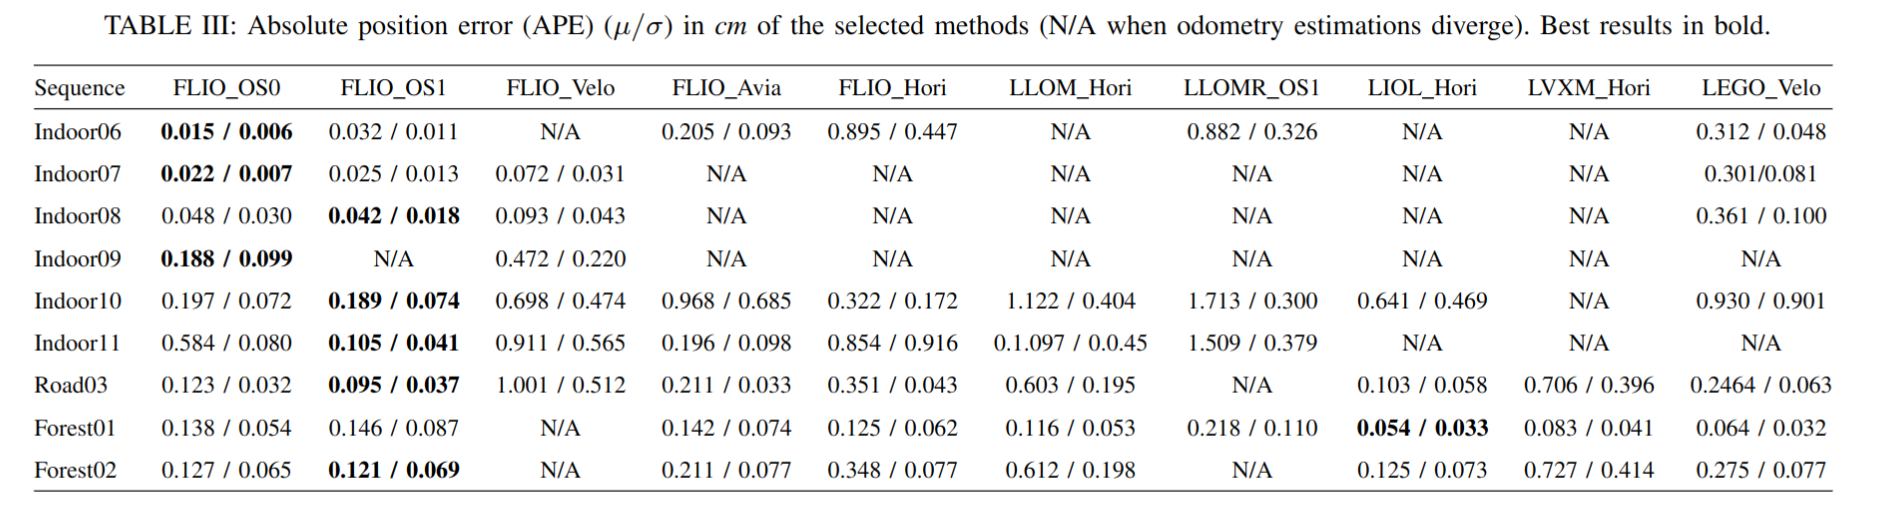 TABLE III: Absolute position error (APE) (μ/σ) in cm of the selected methods (N/A when odometry estimations diverge). Best results in bold.
Sequence FLIO_OS0 FLIO_OS1 FLIO_Velo FLIO_Avia FLIO_Hori LLOM_Hori LLOMR_OS1 LIOL_Hori LVXM_Hori LEGO_Velo
Indoor06 0.015 / 0.006 0.032 / 0.011 N/A 0.205 / 0.093 0.895 / 0.447 N/A 0.882 / 0.326 N/A N/A 0.312 / 0.048
Indoor07 0.022 / 0.007 0.025 / 0.013 0.072 / 0.031 N/A N/A N/A N/A N/A N/A 0.301/0.081
Indoor08 0.048 / 0.030 0.042 / 0.018 0.093 / 0.043 N/A N/A N/A N/A N/A N/A 0.361 / 0.100
Indoor09 0.188 / 0.099 N/A 0.472 / 0.220 N/A N/A N/A N/A N/A N/A N/A
Indoor10 0.197 / 0.072 0.189 / 0.074 0.698 / 0.474 0.968 / 0.685 0.322 / 0.172 1.122 / 0.404 1.713 / 0.300 0.641 / 0.469 N/A 0.930 / 0.901
Indoor11 0.584 / 0.080 0.105 / 0.041 0.911 / 0.565 0.196 / 0.098 0.854 / 0.916 0.1.097 / 0.0.45 1.509 / 0.379 N/A N/A N/A
Road03 0.123 / 0.032 0.095 / 0.037 1.001 / 0.512 0.211 / 0.033 0.351 / 0.043 0.603 / 0.195 N/A 0.103 / 0.058 0.706 / 0.396 0.2464 / 0.063
Forest01 0.138 / 0.054 0.146 / 0.087 N/A 0.142 / 0.074 0.125 / 0.062 0.116 / 0.053 0.218 / 0.110 0.054 / 0.033 0.083 / 0.041 0.064 / 0.032
Forest02 0.127 / 0.065 0.121 / 0.069 N/A 0.211 / 0.077 0.348 / 0.077 0.612 / 0.198 N/A 0.125 / 0.073 0.727 / 0.414 0.275 / 0.077